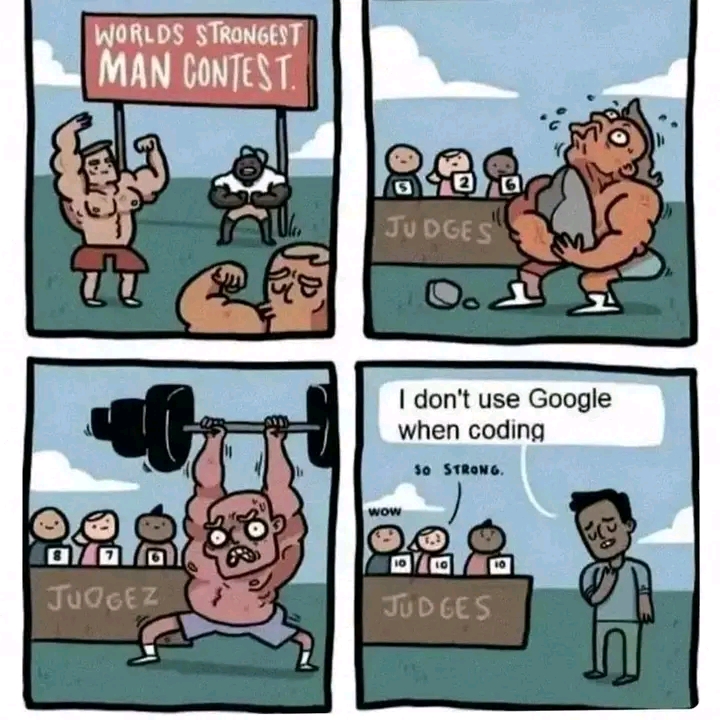 WORLDS STRONGEST
MAN CONTEST.
5
2
6
JUDGES
8
7
6
JUDGEZ
I don't use Google
when coding
SO STRONG.
WOW
10
10
10
JUDGES